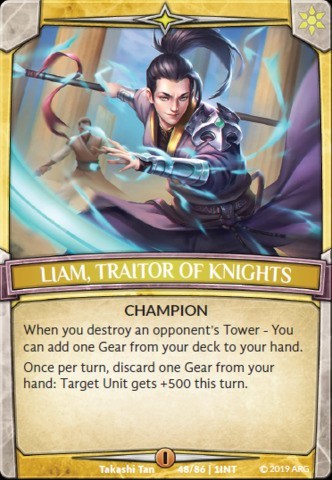 LIAM, TRAITOR OF KNIGHTS
CHAMPION
When you destroy an opponent's Tower - You
can add one Gear from your deck to your hand.
Once per turn, discard one Gear from your
hand: Target Unit gets +500 this turn.
I
Takashi Tan 48/86 | 1INT © 2019 ARG